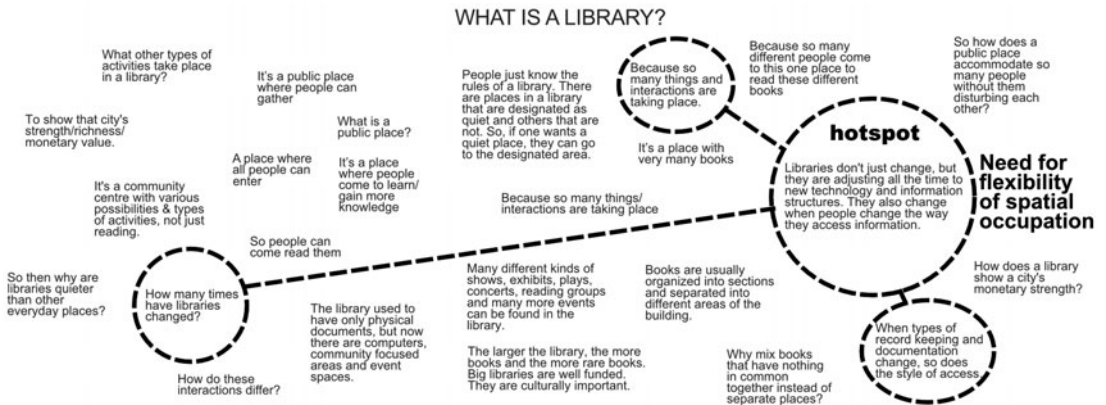 WHAT IS A LIBRARY?
What other types of
activities take place
in a library?
It's a public place
where people can
gather
To show that city's
strength/richness/
monetary value.
What is a
public place?
A place where
all people can
enter
It's a place
where people
come to learn/
gain more
knowledge
It's a community
centre with various
possibilities & types
of activities, not just
reading.
So people can
come read them
So then why are
libraries quieter
than other
everyday places?
How many times
have libraries
changed?
The library used to
have only physical
documents, but now
there are computers,
community focused
areas and event
spaces.
How do these
interactions differ?
People just know the
rules of a library. There
are places in a library
that are designated as
quiet and others that are
not. So, if one wants a
quiet place, they can go
to the designated area.
Because so
many things and
interactions are
taking place.
Because so many
different people come
to this one place to
read these different
books
So how does a
public place
accommodate so
many people
without them
disturbing each
other?
It's a place with
very many books
Because so many things/
interactions are taking place
hotspot
Libraries don't just change, but
they are adjusting all the time to
new technology and information
structures. They also change
when people change the way
they access information.
Need for
flexibility
of spatial
occupation
Many different kinds of
shows, exhibits, plays,
concerts, reading groups
and many more events
can be found in the
library.
Books are usually
organized into sections
and separated into
different areas of the
building.
How does a library
show a city's
monetary strength?
The larger the library, the more
books and the more rare books.
Big libraries are well funded.
They are culturally important.
Why mix books
that have nothing
in common
together instead of
separate places?
When types of
record keeping and
documentation
change, so does
the style of access